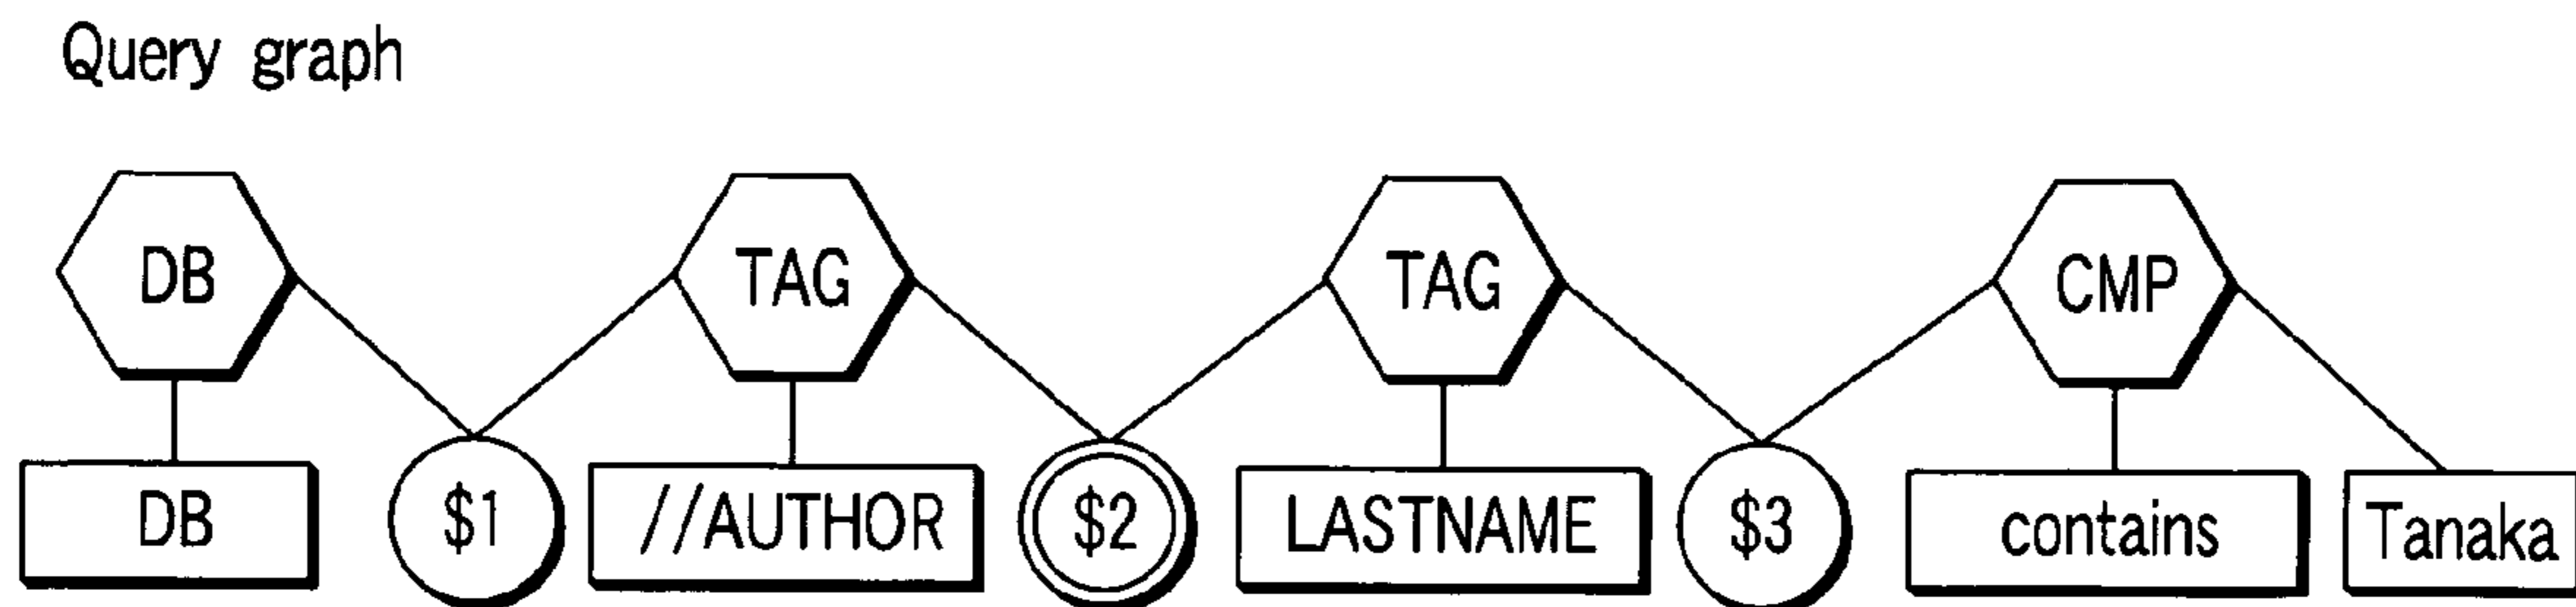 Query graph
DB TAG TAG CMP
DB $1 //AUTHOR $2 LASTNAME $3 contains Tanaka